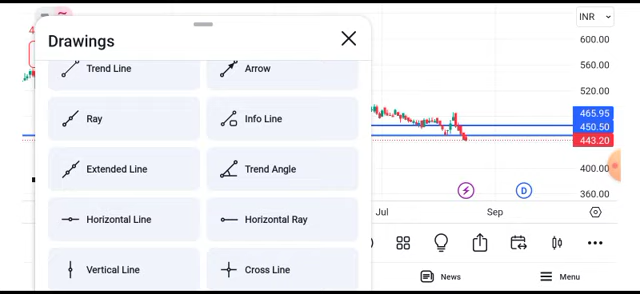 Drawings
Trend Line
Arrow
Ray
Info Line
Extended Line
Trend Angle
Horizontal Line
Horizontal Ray
Vertical Line
Cross Line
INR
600.00
560.00
520.00
465.95
450.50
443.20
400.00
360.00
D
Jul
Sep
News
Menu